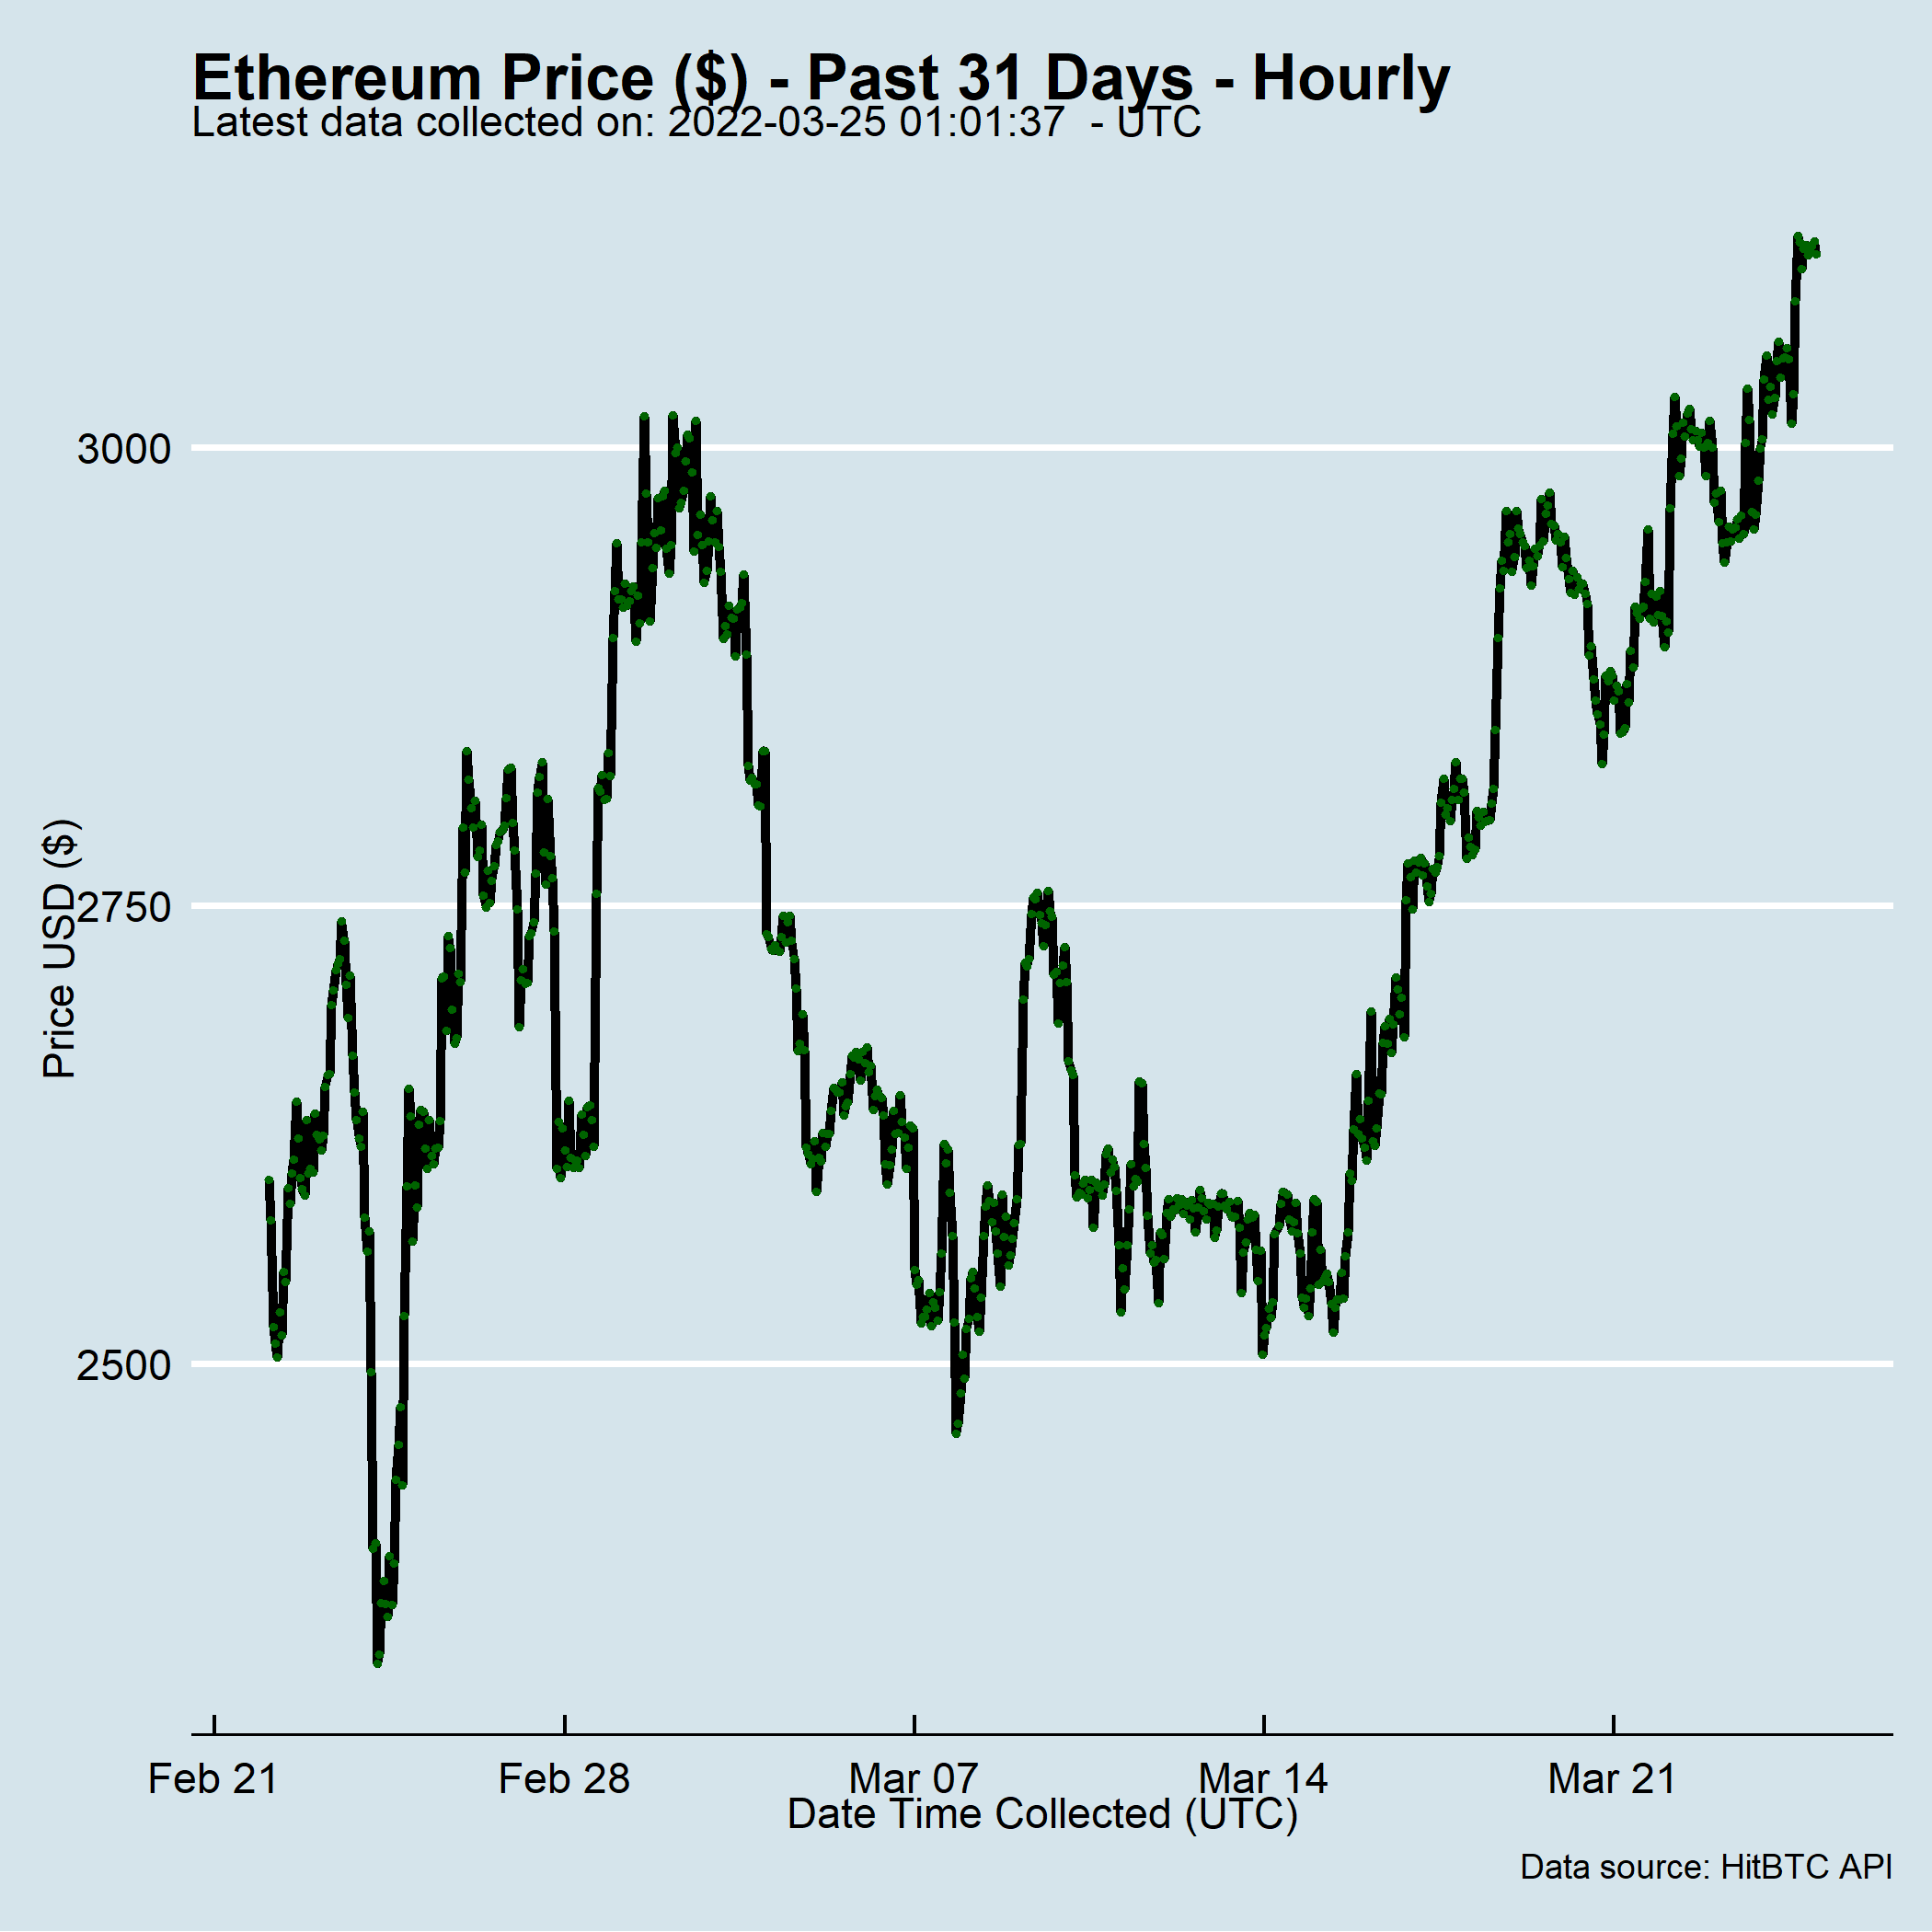 Ethereum Price ($) - Past 31 Days - Hourly
Latest data collected on: 2022-03-25 01:01:37  - UTC
3000
2750
2500
Price USD ($)
Feb 21 Feb 28 Mar 07 Mar 14 Mar 21
Date Time Collected (UTC)
Data source: HitBTC API